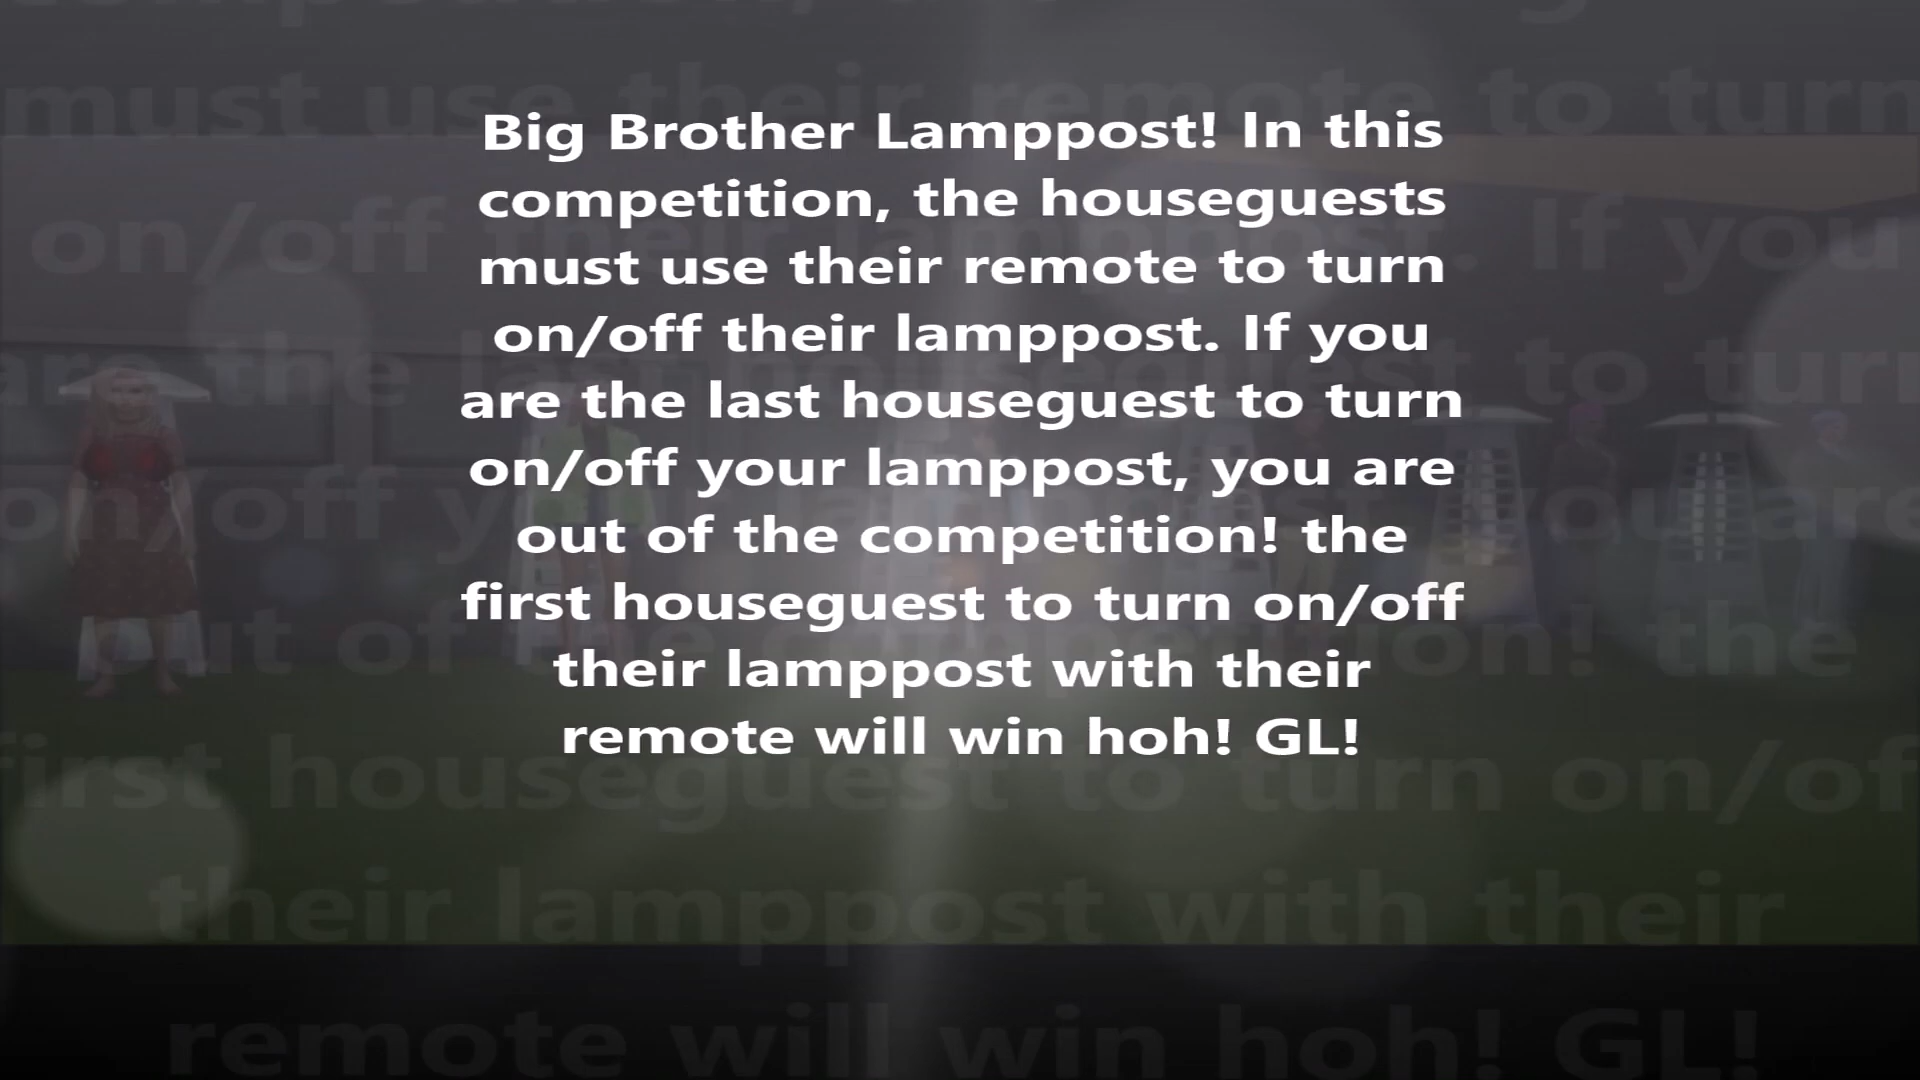 Big Brother Lamppost! In this
competition, the houseguests
must use their remote to turn
on/off their lamppost. If you
are the last houseguest to turn
on/off your lamppost, you are
out of the competition! the
first houseguest to turn on/off
their lamppost with their
remote will win hoh! GL!